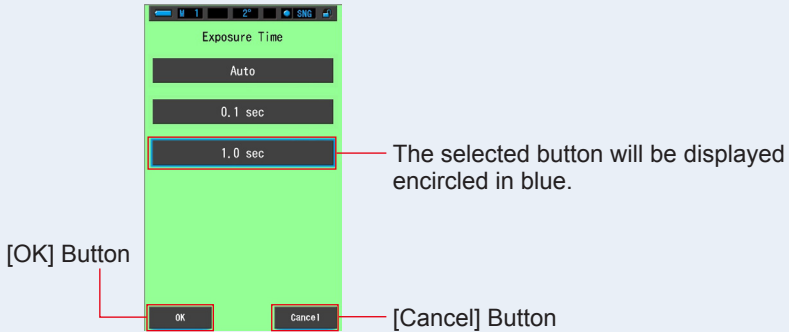 M 1 2° SNG
Exposure Time
Auto
0.1 sec
1.0 sec
The selected button will be displayed
encircled in blue.
[OK] Button
OK
Cancel
[Cancel] Button